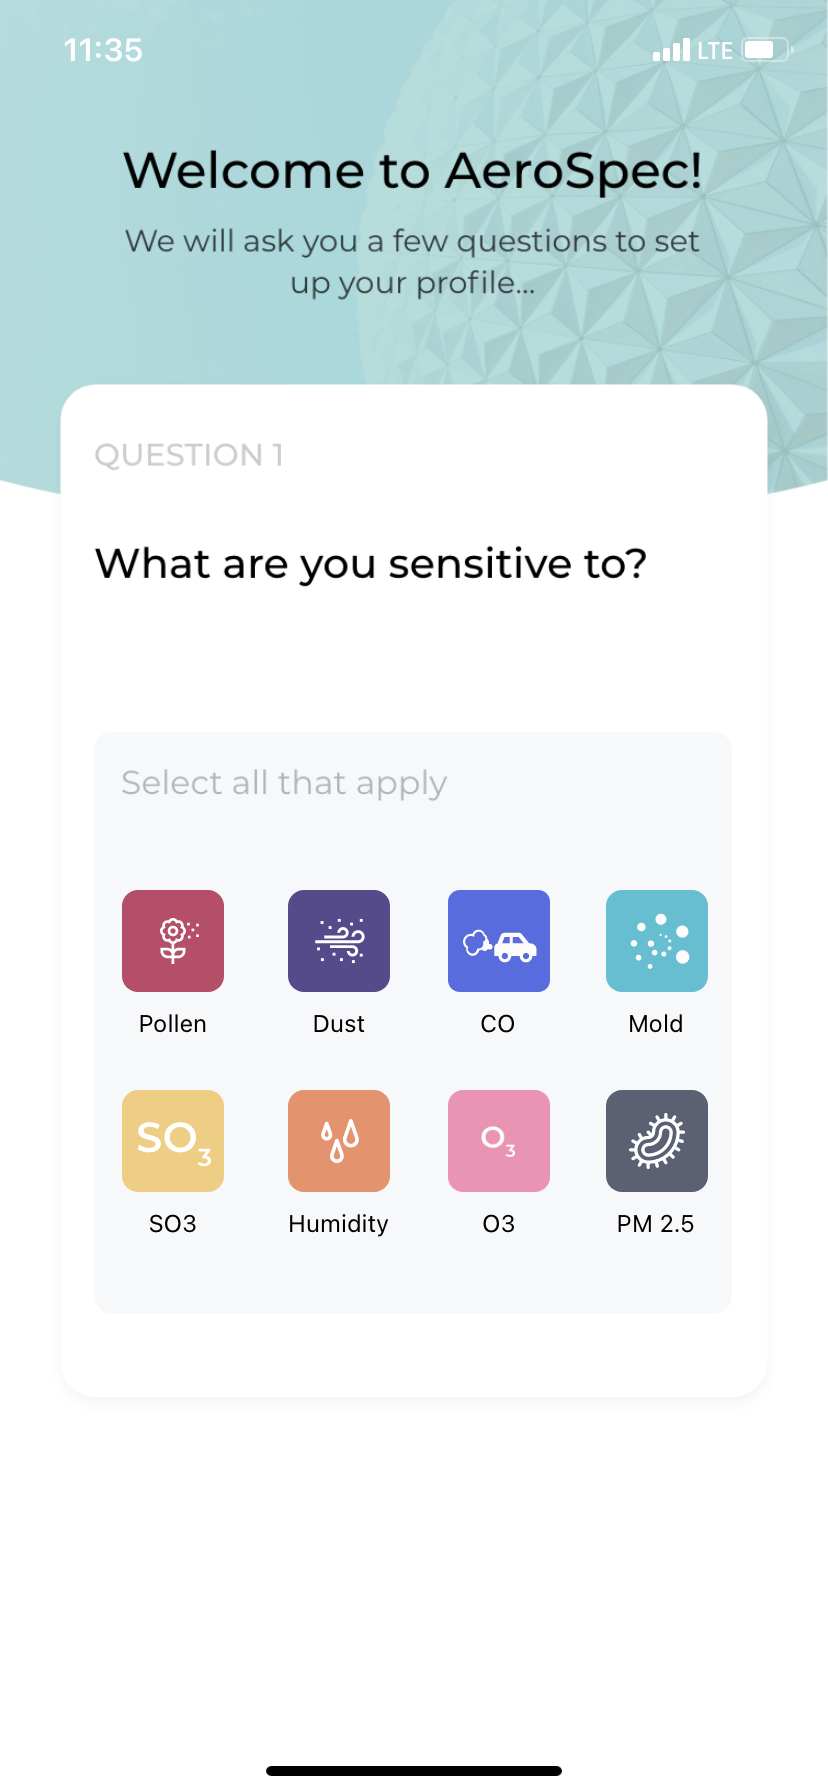 11:35 LTE
Welcome to AeroSpec!
We will ask you a few questions to set
up your profile...
QUESTION 1
What are you sensitive to?
Select all that apply
Pollen Dust CO Mold
SO3 O3
SO3 Humidity O3 PM 2.5